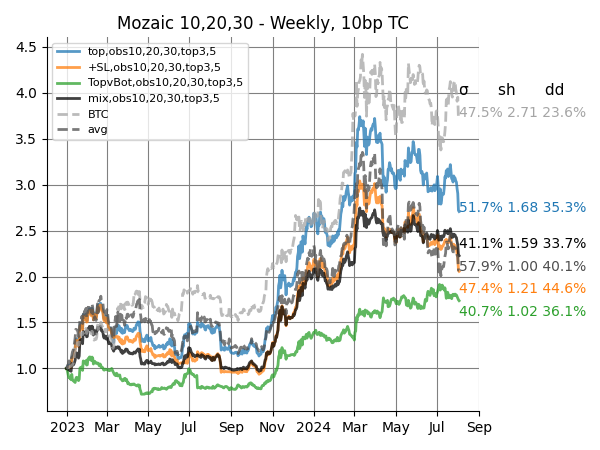 Mozaic 10,20,30 - Weekly, 10bp TC
top,obs10,20,30,top3,5
+SL,obs10,20,30,top3,5
TopvBot,obs10,20,30,top3,5
mix,obs10,20,30,top3,5
BTC
avg
4.5
4.0
3.5
3.0
2.5
2.0
1.5
1.0
σ sh dd
47.5% 2.71 23.6%
51.7% 1.68 35.3%
41.1% 1.59 33.7%
57.9% 1.00 40.1%
47.4% 1.21 44.6%
40.7% 1.02 36.1%
2023 Mar May Jul Sep Nov 2024 Mar May Jul Sep